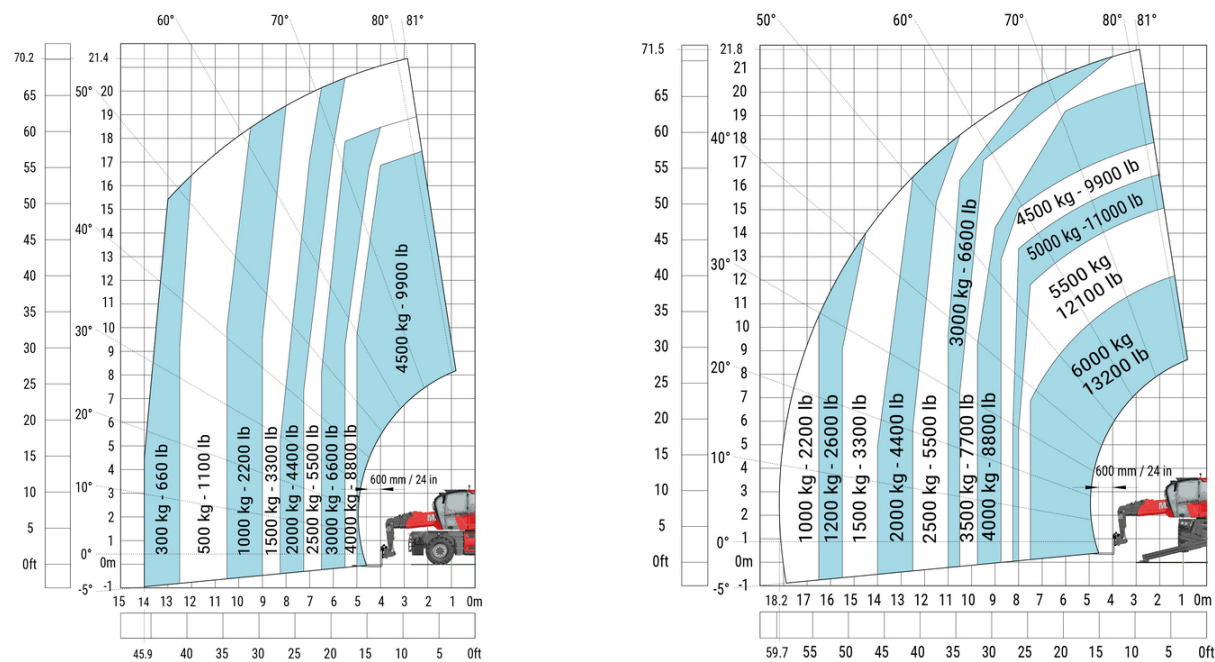 60° 70° 80° 81°
70.2 21.4
20
65 50° 19
60 18
17
55 16
50 15
14
45 40° 13
40 12
11
35 10
30 30° 9
25 8
7
20 20° 6
5
15 4
10 10° 3
2
5 1
0°
0ft 0m
-5° -1
300 kg - 660 lb
500 kg - 1100 lb
1000 kg - 2200 lb
1500 kg - 3300 lb
2000 kg - 4400 lb
2500 kg - 5500 lb
3000 kg - 6600 lb
4000 kg - 8800 lb
4500 kg - 9900 lb
600 mm / 24 in
15 14 13 12 11 10 9 8 7 6 5 4 3 2 1 0m
45.9 40 35 30 25 20 15 10 5 0ft
50° 60° 70° 80° 81°
71.5 21.8
21
65 20
19
60 40° 18
55 17
16
50 15
45 14
30° 13
40 12
35 11
10
30 9
25 20° 8
7
20 6
15 10° 5
4
10 3
5 2
0° 1
0ft 0m
-5° -1
1000 kg - 2200 lb
1200 kg - 2600 lb
1500 kg - 3300 lb
2000 kg - 4400 lb
2500 kg - 5500 lb
3000 kg - 6600 lb
3500 kg - 7700 lb
4000 kg - 8800 lb
4500 kg - 9900 lb
5000 kg -11000 lb
5500 kg
12100 lb
6000 kg
13200 lb
600 mm / 24 in
18.2 17 16 15 14 13 12 11 10 9 8 7 6 5 4 3 2 1 0m
59.7 55 50 45 40 35 30 25 20 15 10 5 0ft